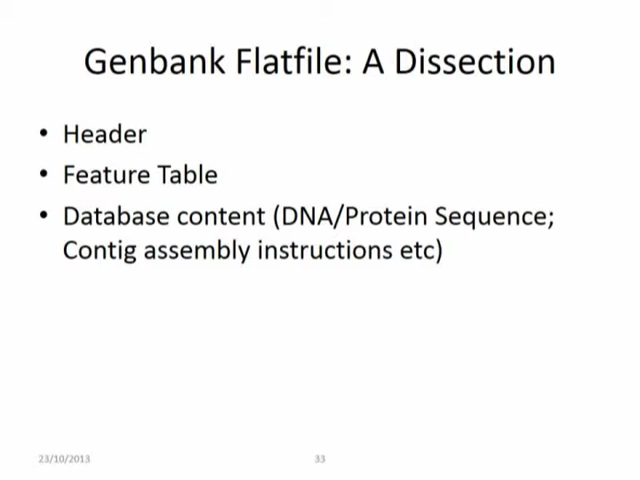 Genbank Flatfile: A Dissection
• Header
• Feature Table
• Database content (DNA/Protein Sequence;
Contig assembly instructions etc)
23/10/2013
33